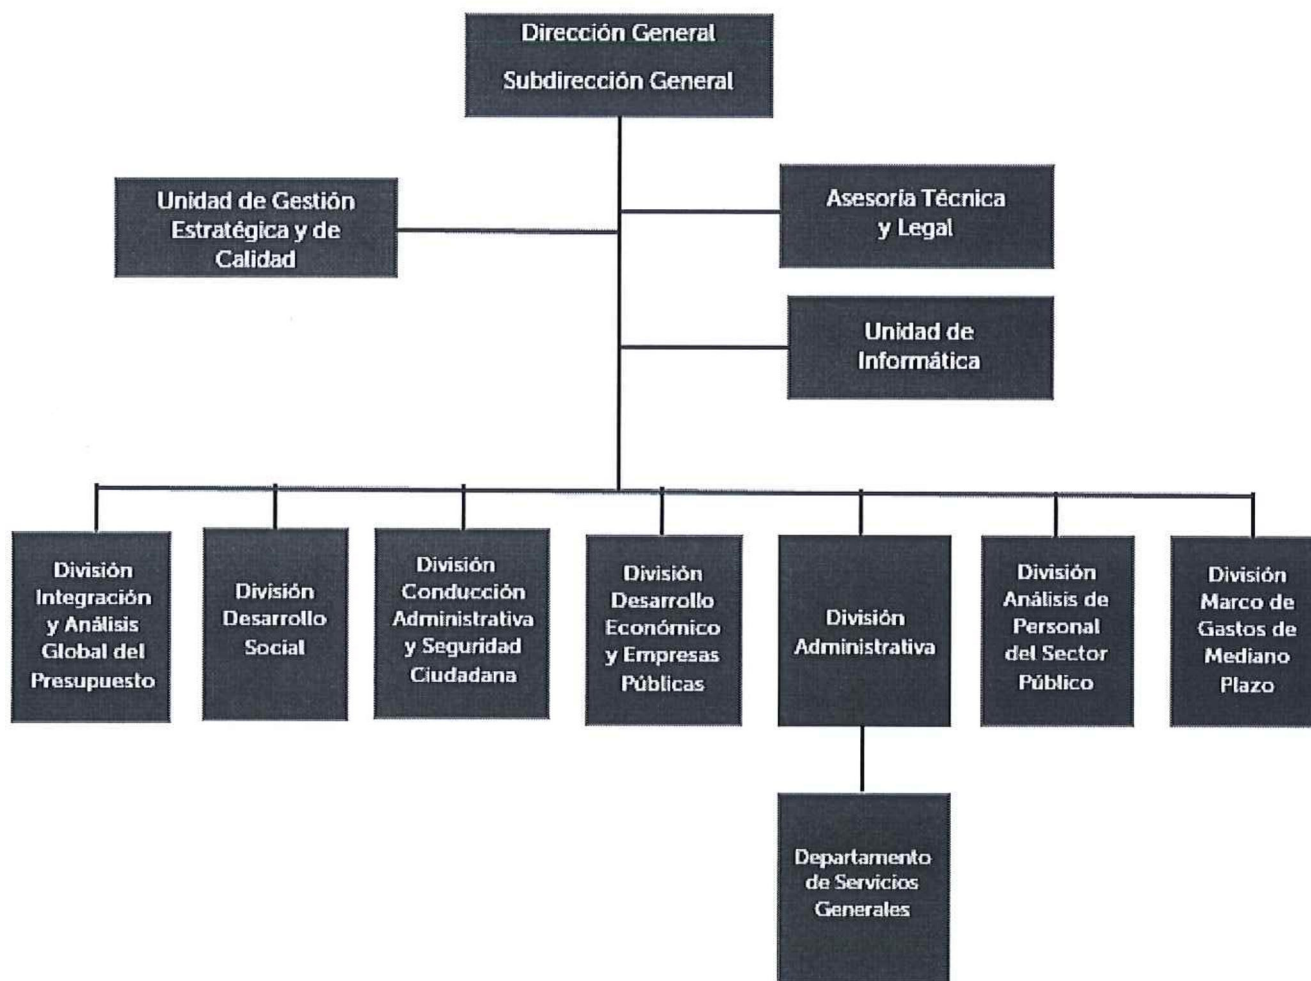 Dirección General
Subdirección General
Unidad de Gestión
Estratégica y de
Calidad
Asesoría Técnica
y Legal
Unidad de
Informática
División
Integración
y Análisis
Global del
Presupuesto
División
Desarrollo
Social
División
Conducción
Administrativa
y Seguridad
Ciudadana
División
Desarrollo
Económico
y Empresas
Públicas
División
Administrativa
División
Análisis de
Personal
del Sector
Público
División
Marco de
Gastos de
Mediano
Plazo
Departamento
de Servicios
Generales